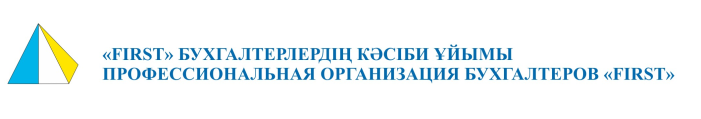 «FIRST» БУХГАЛТЕРЛЕРДІҢ КӘСІБИ ҰЙЫМЫ
ПРОФЕССИОНАЛЬНАЯ ОРГАНИЗАЦИЯ БУХГАЛТЕРОВ «FIRST»